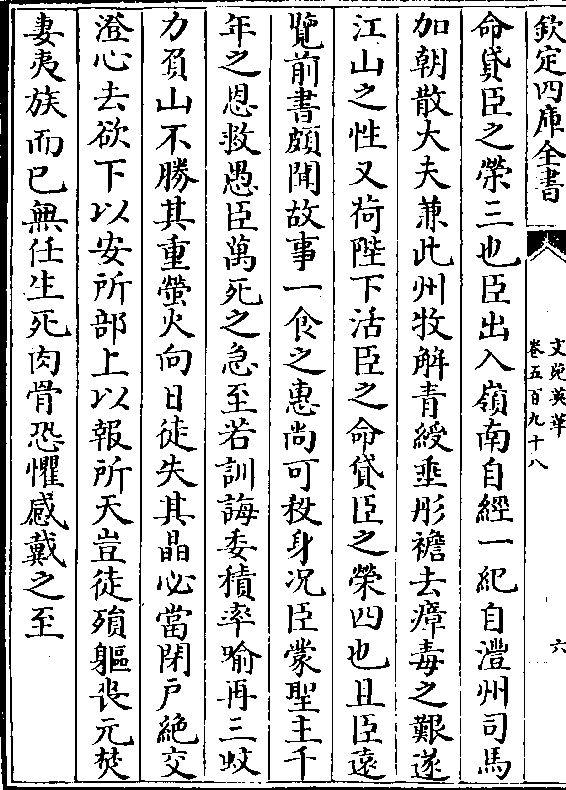 欽定四庫全書
文苑英華
卷五百九十八
六
命貸臣之榮三也臣出入嶺南自經一紀自澧州司馬
加朝散大夫兼此州牧解青綬垂彤襜去瘴毒之艱遂
江山之性又荷陛下活臣之命貸臣之榮四也且臣遠
覽前書頗聞故事一食之惠尚可殺身况臣蒙聖主千
年之恩救愚臣萬死之急至若訓誨委積率喻再三蚊
力負山不勝其重螢火向日徒失其晶必當閉户絶交
澄心去欲下以安所部上以報所天豈徒殞軀喪元焚
妻夷族而已無任生死肉骨恐懼感戴之至